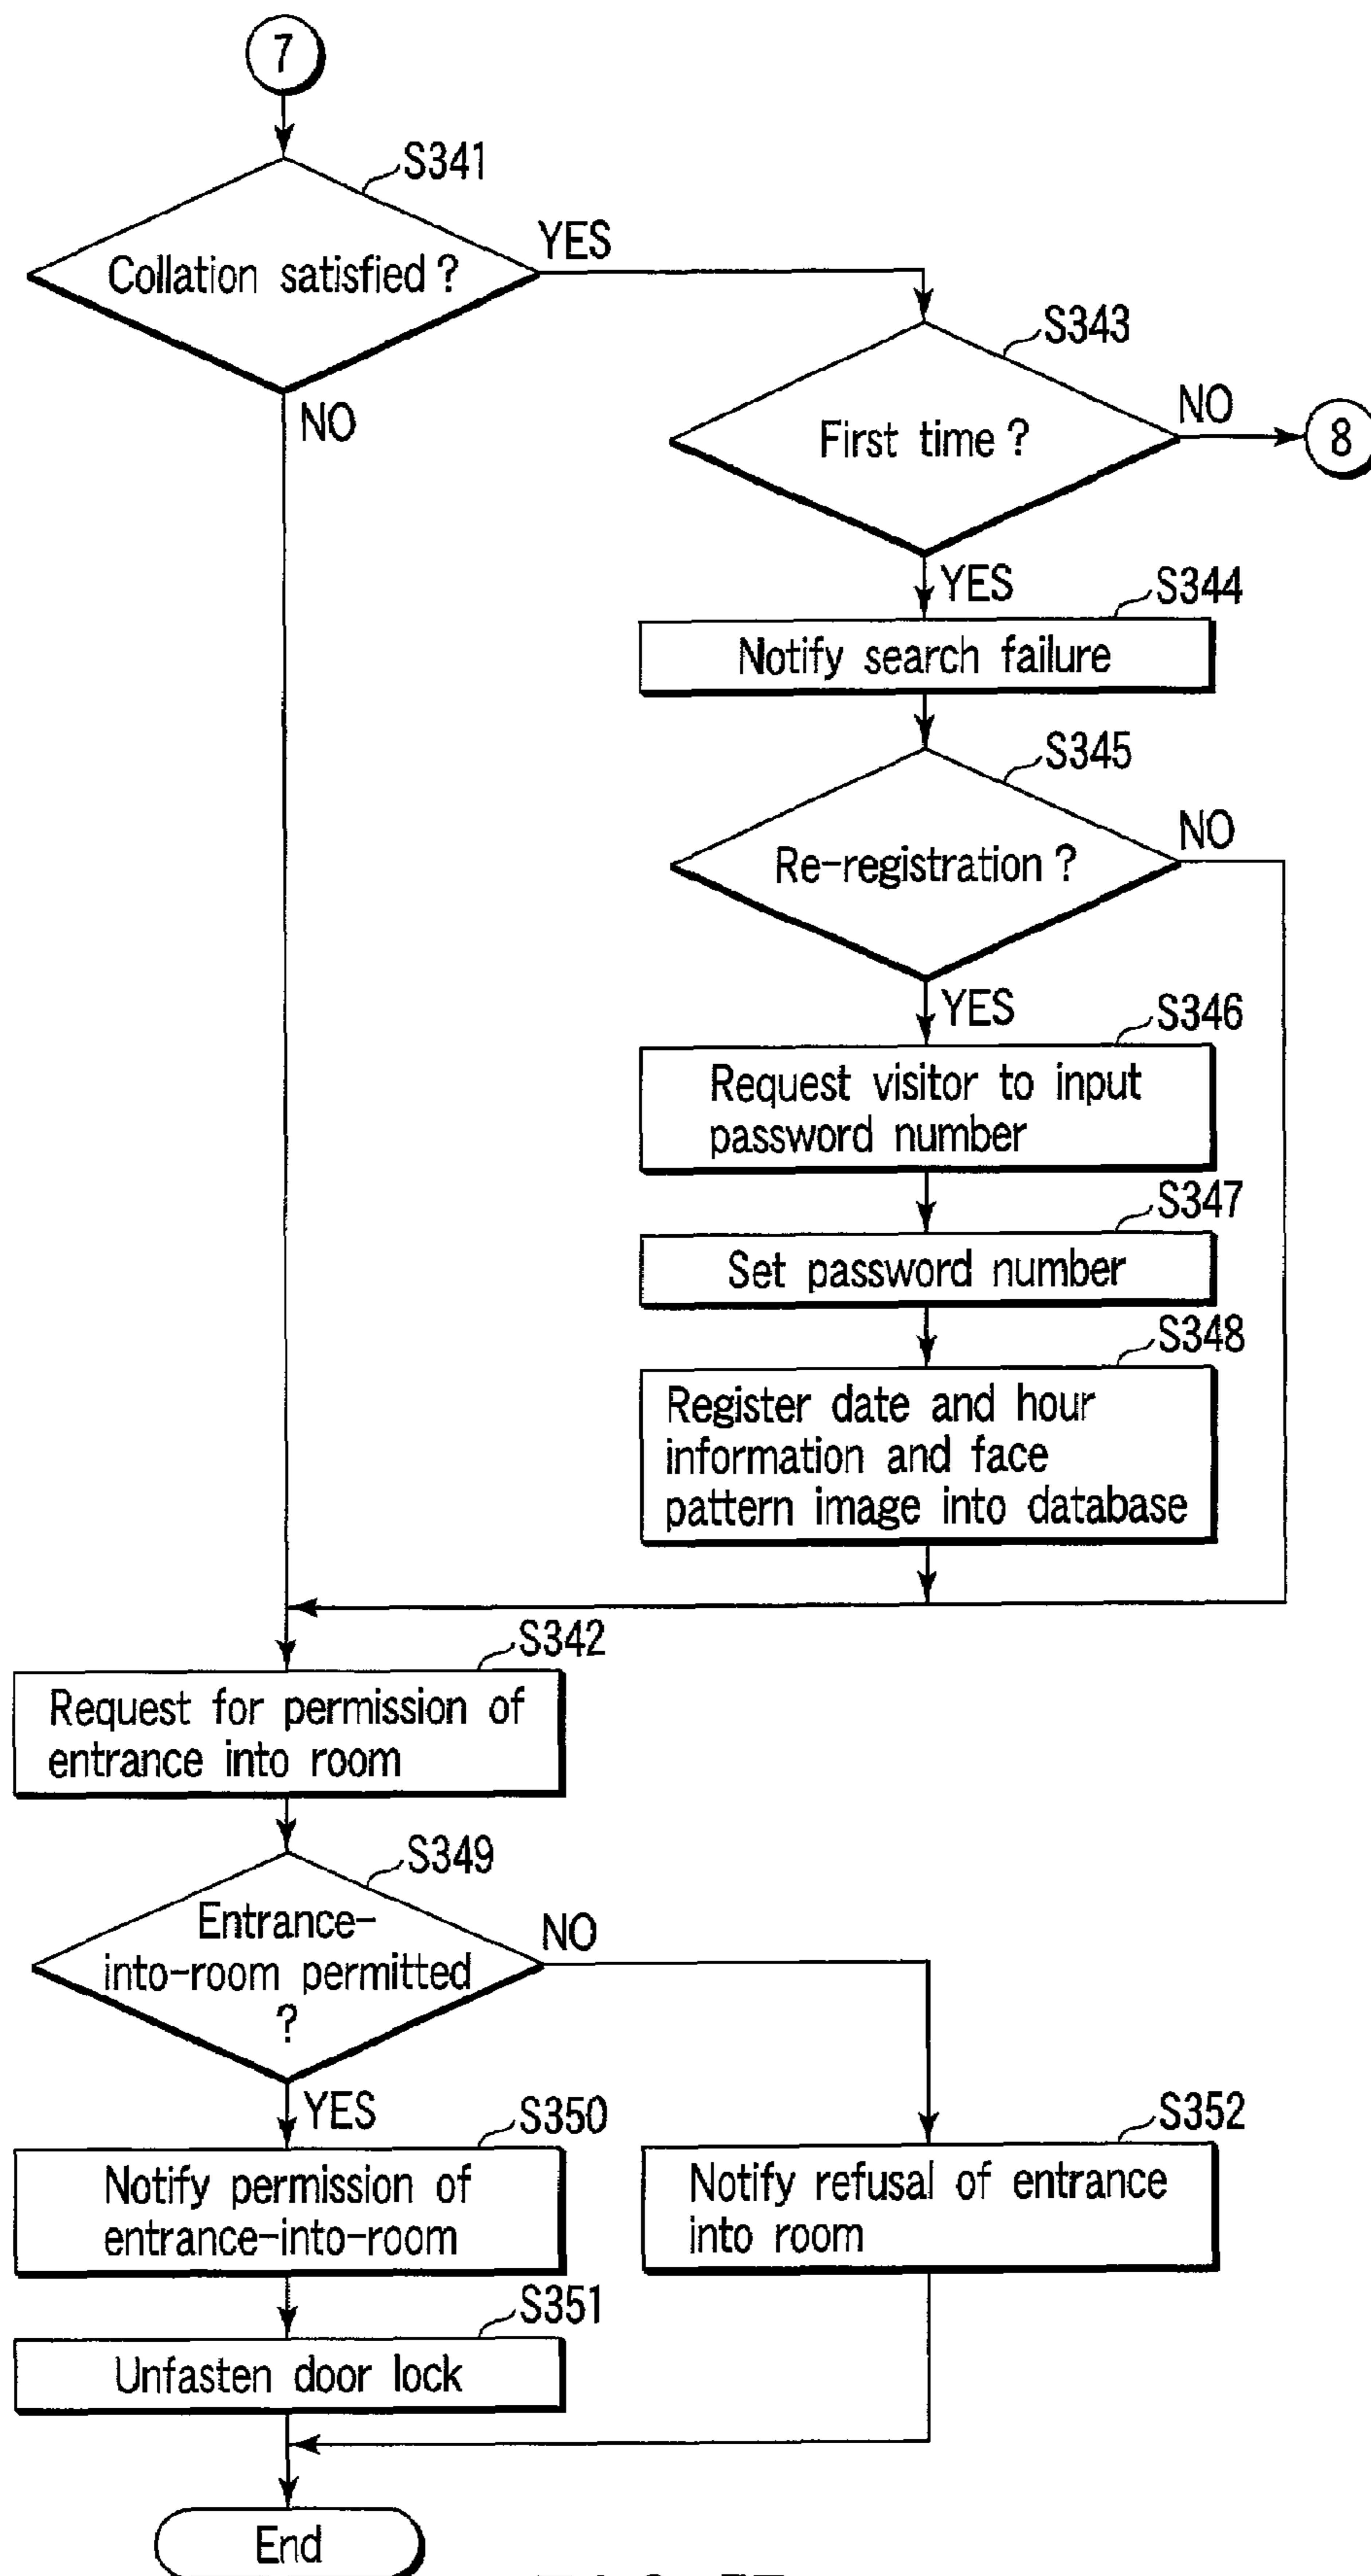 7
S341
Collation satisfied ?
YES
NO
S343
First time ?
NO
8
YES
S344
Notify search failure
S345
Re-registration ?
NO
YES
S346
Request visitor to input
password number
S347
Set password number
S348
Register date and hour
information and face
pattern image into database
S342
Request for permission of
entrance into room
S349
Entrance-
into-room permitted
?
NO
YES
S350
Notify permission of
entrance-into-room
S352
Notify refusal of entrance
into room
S351
Unfasten door lock
End